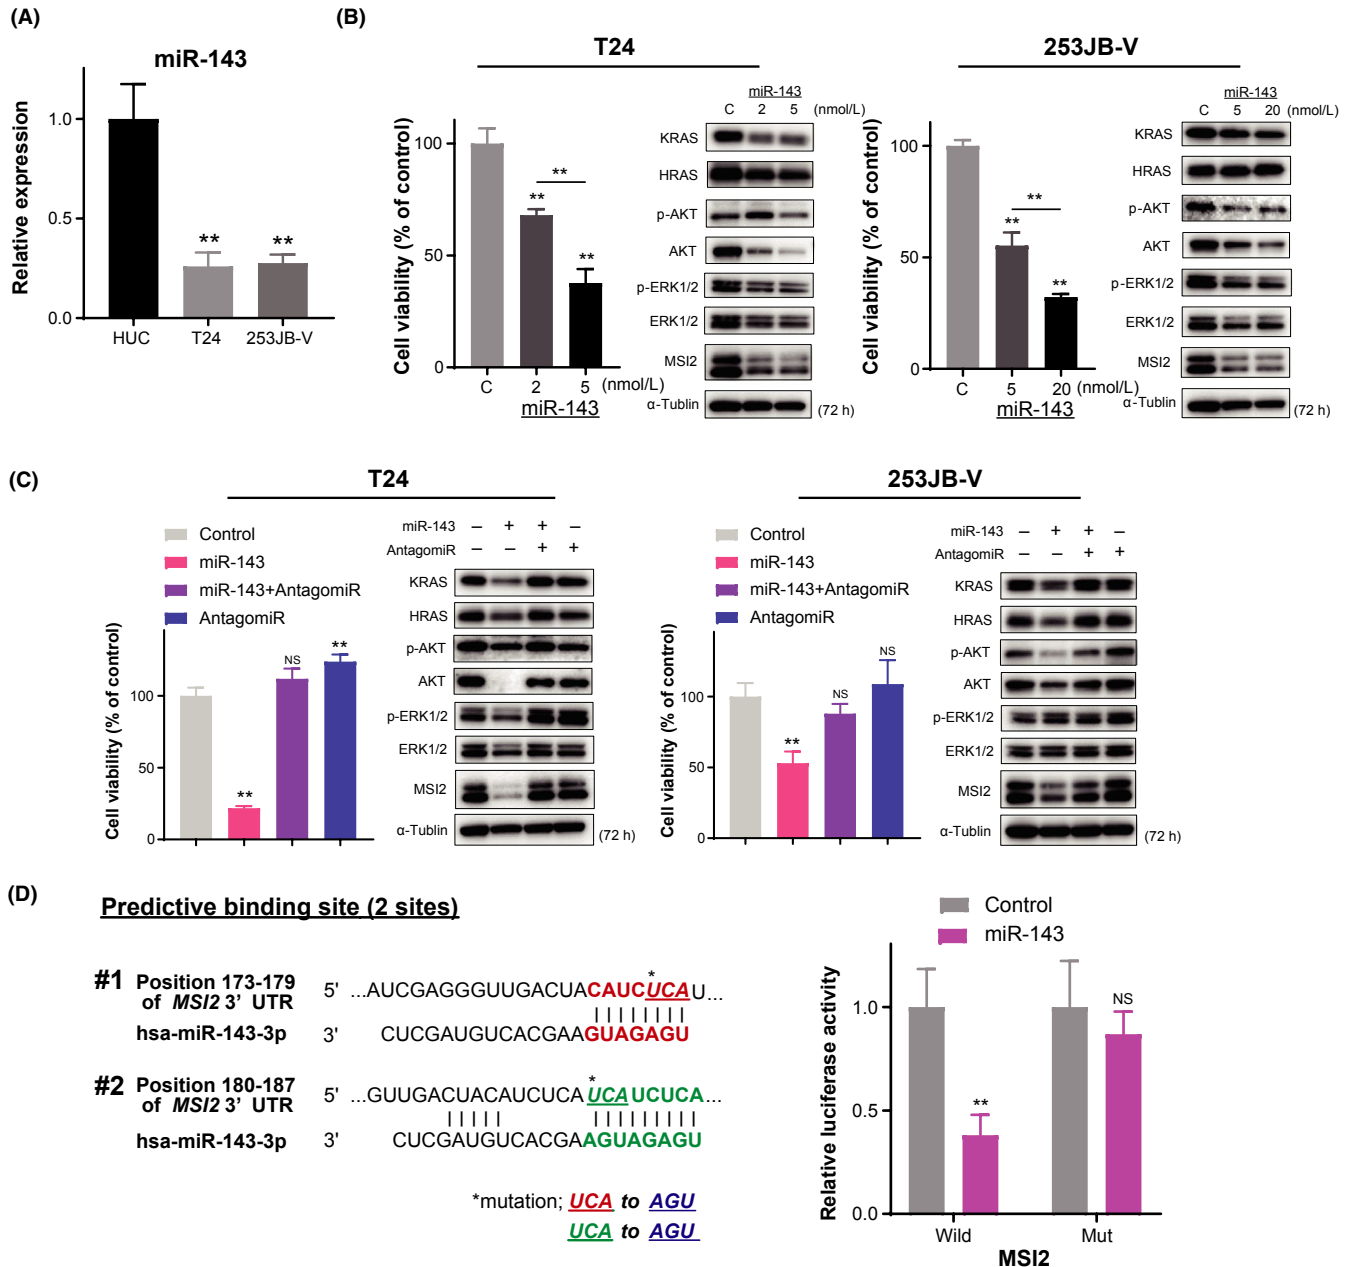 (A)
miR-143
Relative expression
1.0
0.5
0.0
** **
HUC T24 253JB-V
(B)
T24
Cell viability (% of control)
100
50
0
**
**
**
C 2 5 (nmol/L)
miR-143
miR-143
C 2 5 (nmol/L)
KRAS
HRAS
p-AKT
AKT
p-ERK1/2
ERK1/2
MSI2
α-Tublin
(72 h)
253JB-V
Cell viability (% of control)
100
50
0
**
**
**
C 5 20 (nmol/L)
miR-143
miR-143
C 5 20 (nmol/L)
KRAS
HRAS
p-AKT
AKT
p-ERK1/2
ERK1/2
MSI2
α-Tublin
(72 h)
(C)
T24
Control
miR-143
miR-143+AntagomiR
AntagomiR
Cell viability (% of control)
100
50
0
**
NS
**
miR-143 – + + –
AntagomiR – – + +
KRAS
HRAS
p-AKT
AKT
p-ERK1/2
ERK1/2
MSI2
α-Tublin
(72 h)
253JB-V
Control
miR-143
miR-143+AntagomiR
AntagomiR
Cell viability (% of control)
100
50
0
**
NS
NS
miR-143 – + + –
AntagomiR – – + +
KRAS
HRAS
p-AKT
AKT
p-ERK1/2
ERK1/2
MSI2
α-Tublin
(72 h)
(D)
Predictive binding site (2 sites)
*
#1 Position 173-179 5' ...AUCGAGGGUUGACUACAUCUCAU...
of MSI2 3' UTR
hsa-miR-143-3p 3' CUCGAUGUCACGAAGUAGAGU
*
#2 Position 180-187 5' ...GUUGACUACAUCUCAUCAUCUCA...
of MSI2 3' UTR
hsa-miR-143-3p 3' CUCGAUGUCACGAAGUAGAGU
*mutation; UCA to AGU
UCA to AGU
Control
miR-143
Relative luciferase activity
1.0
0.5
0.0
**
NS
Wild Mut
MSI2